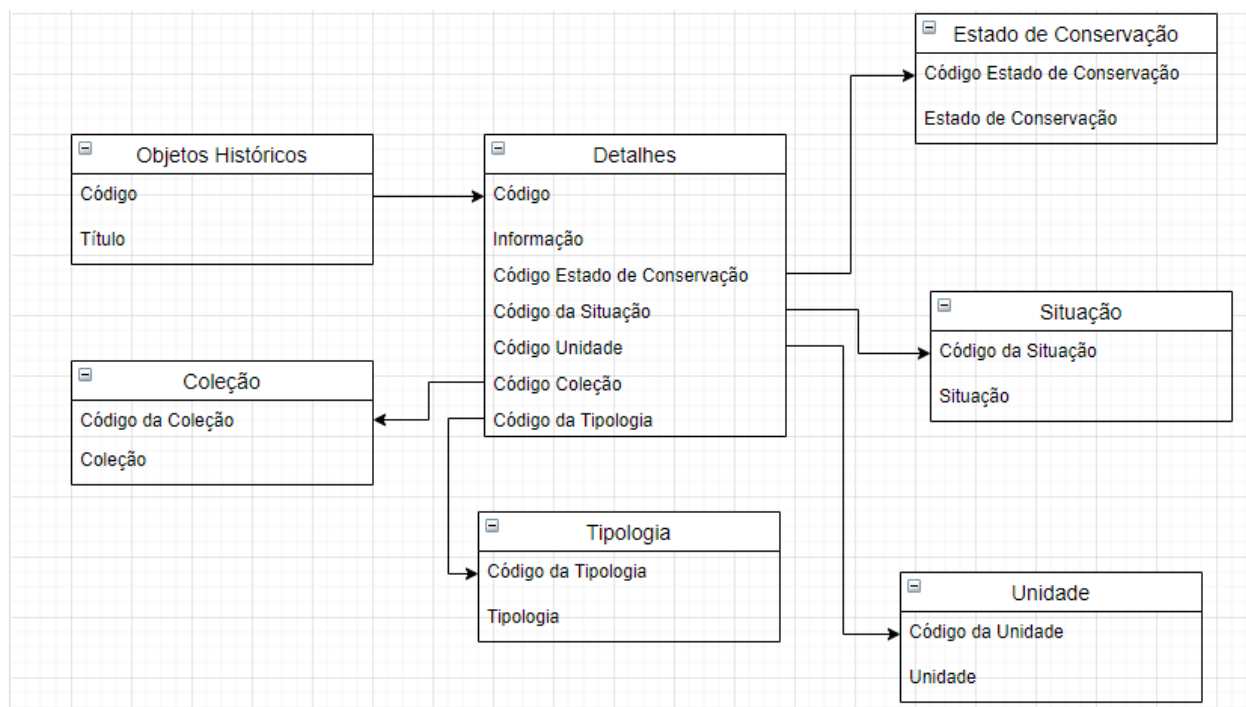 Estado de Conservação
Código Estado de Conservação
Estado de Conservação
Objetos Históricos
Código
Título
Detalhes
Código
Informação
Código Estado de Conservação
Código da Situação
Código Unidade
Código Coleção
Código da Tipologia
Situação
Código da Situação
Situação
Coleção
Código da Coleção
Coleção
Tipologia
Código da Tipologia
Tipologia
Unidade
Código da Unidade
Unidade